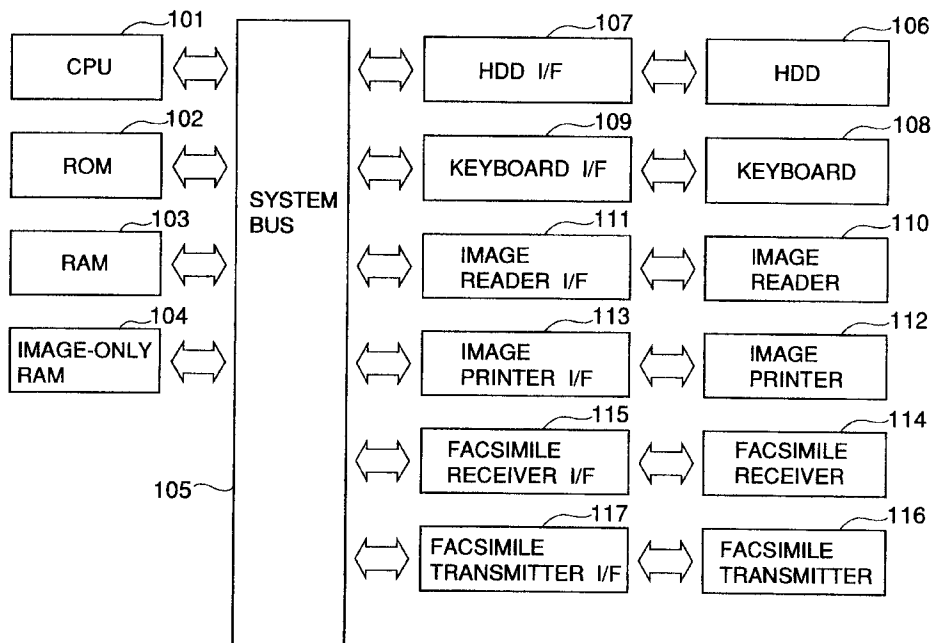 101
CPU
102
ROM
103
RAM
104
IMAGE-ONLY
RAM
SYSTEM
BUS
105
107
HDD I/F
106
HDD
109
KEYBOARD I/F
108
KEYBOARD
111
IMAGE
READER I/F
110
IMAGE
READER
113
IMAGE
PRINTER I/F
112
IMAGE
PRINTER
115
FACSIMILE
RECEIVER I/F
114
FACSIMILE
RECEIVER
117
FACSIMILE
TRANSMITTER I/F
116
FACSIMILE
TRANSMITTER